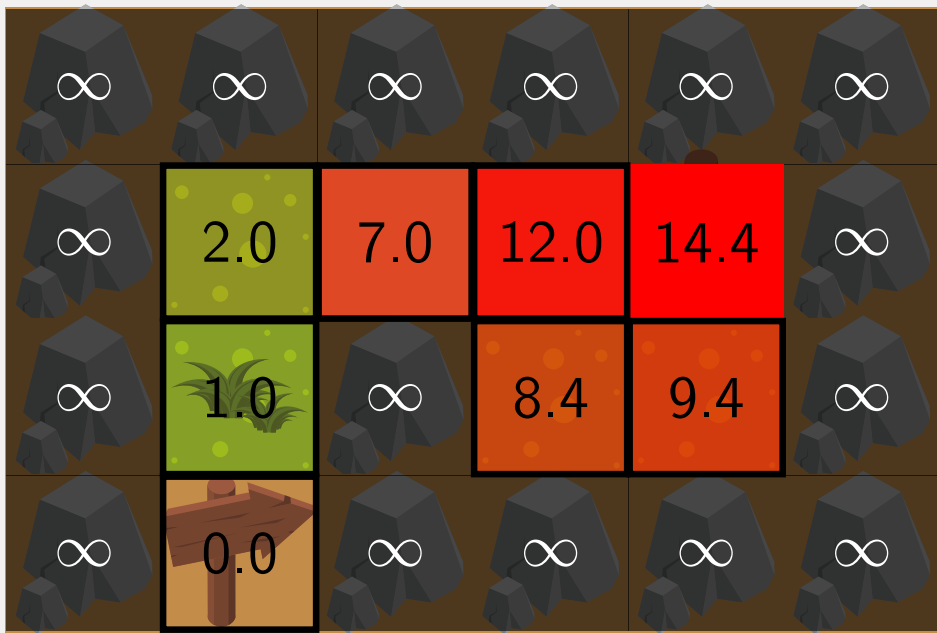 ∞ ∞ ∞ ∞ ∞ ∞
∞ 2.0 7.0 12.0 14.4 ∞
∞ 1.0 ∞ 8.4 9.4 ∞
∞ 0.0 ∞ ∞ ∞ ∞